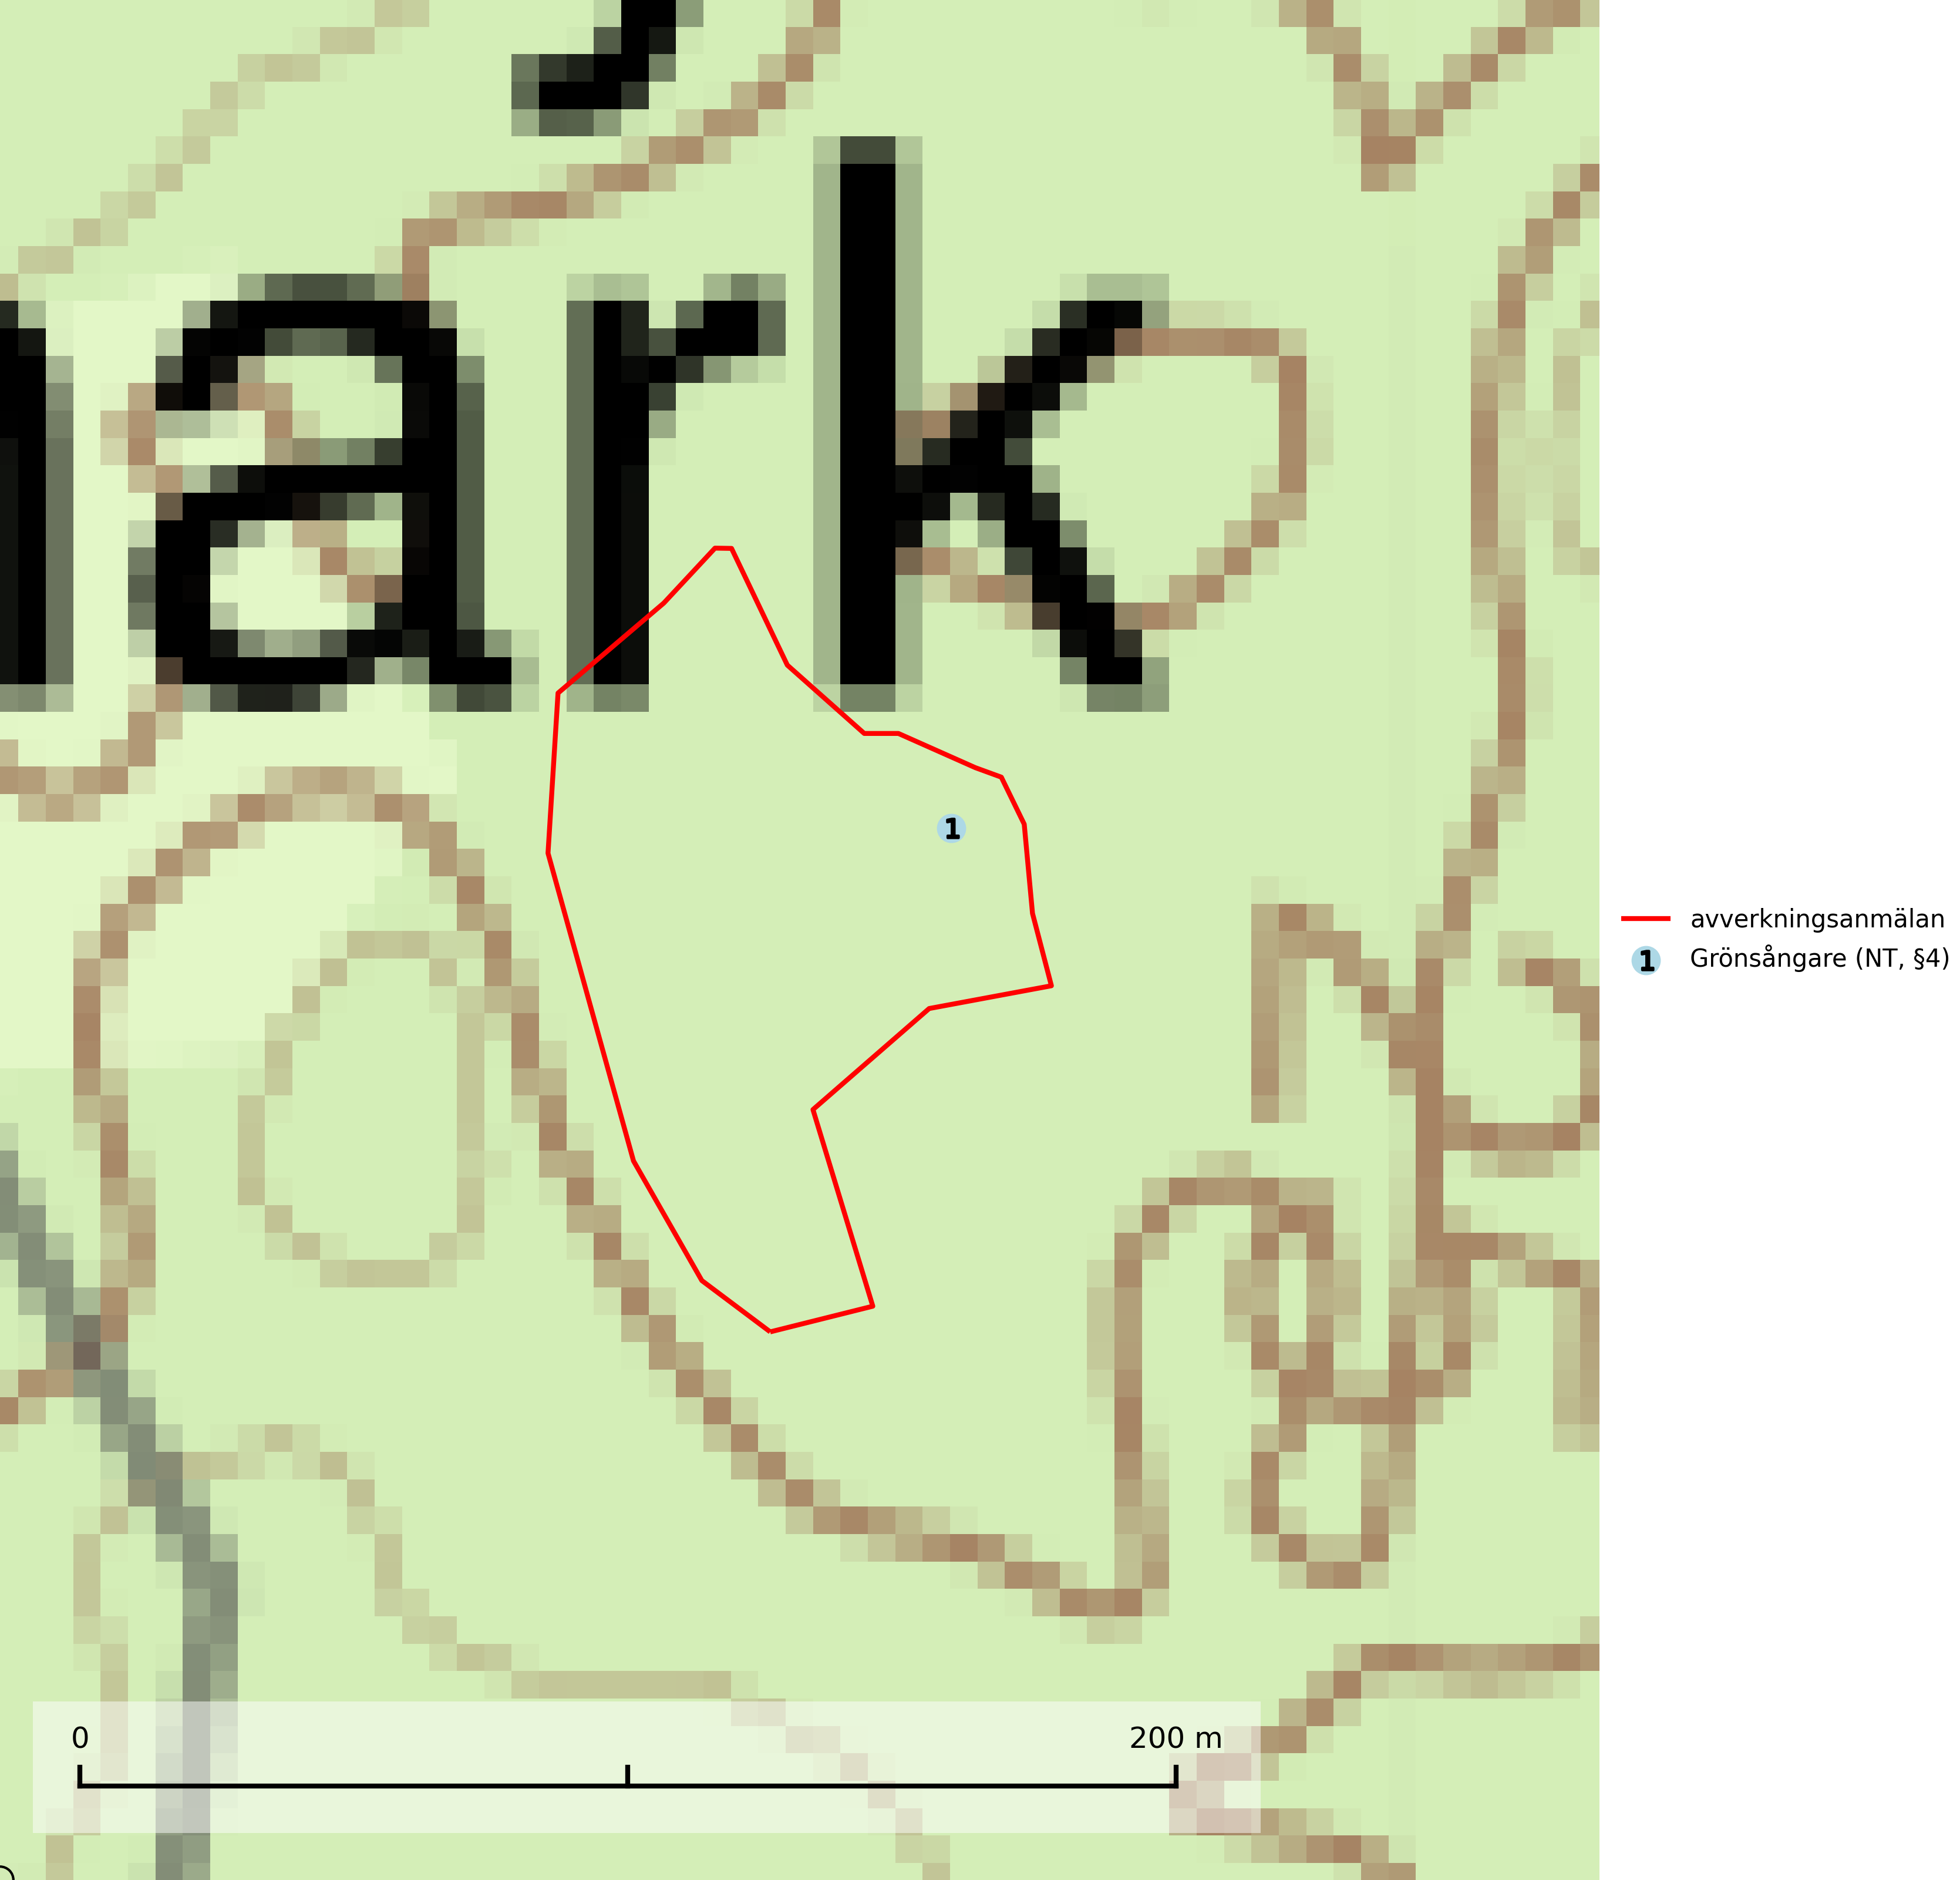 ark
1
avverkningsanmälan
1 Grönsångare (NT, §4)
0 200 m